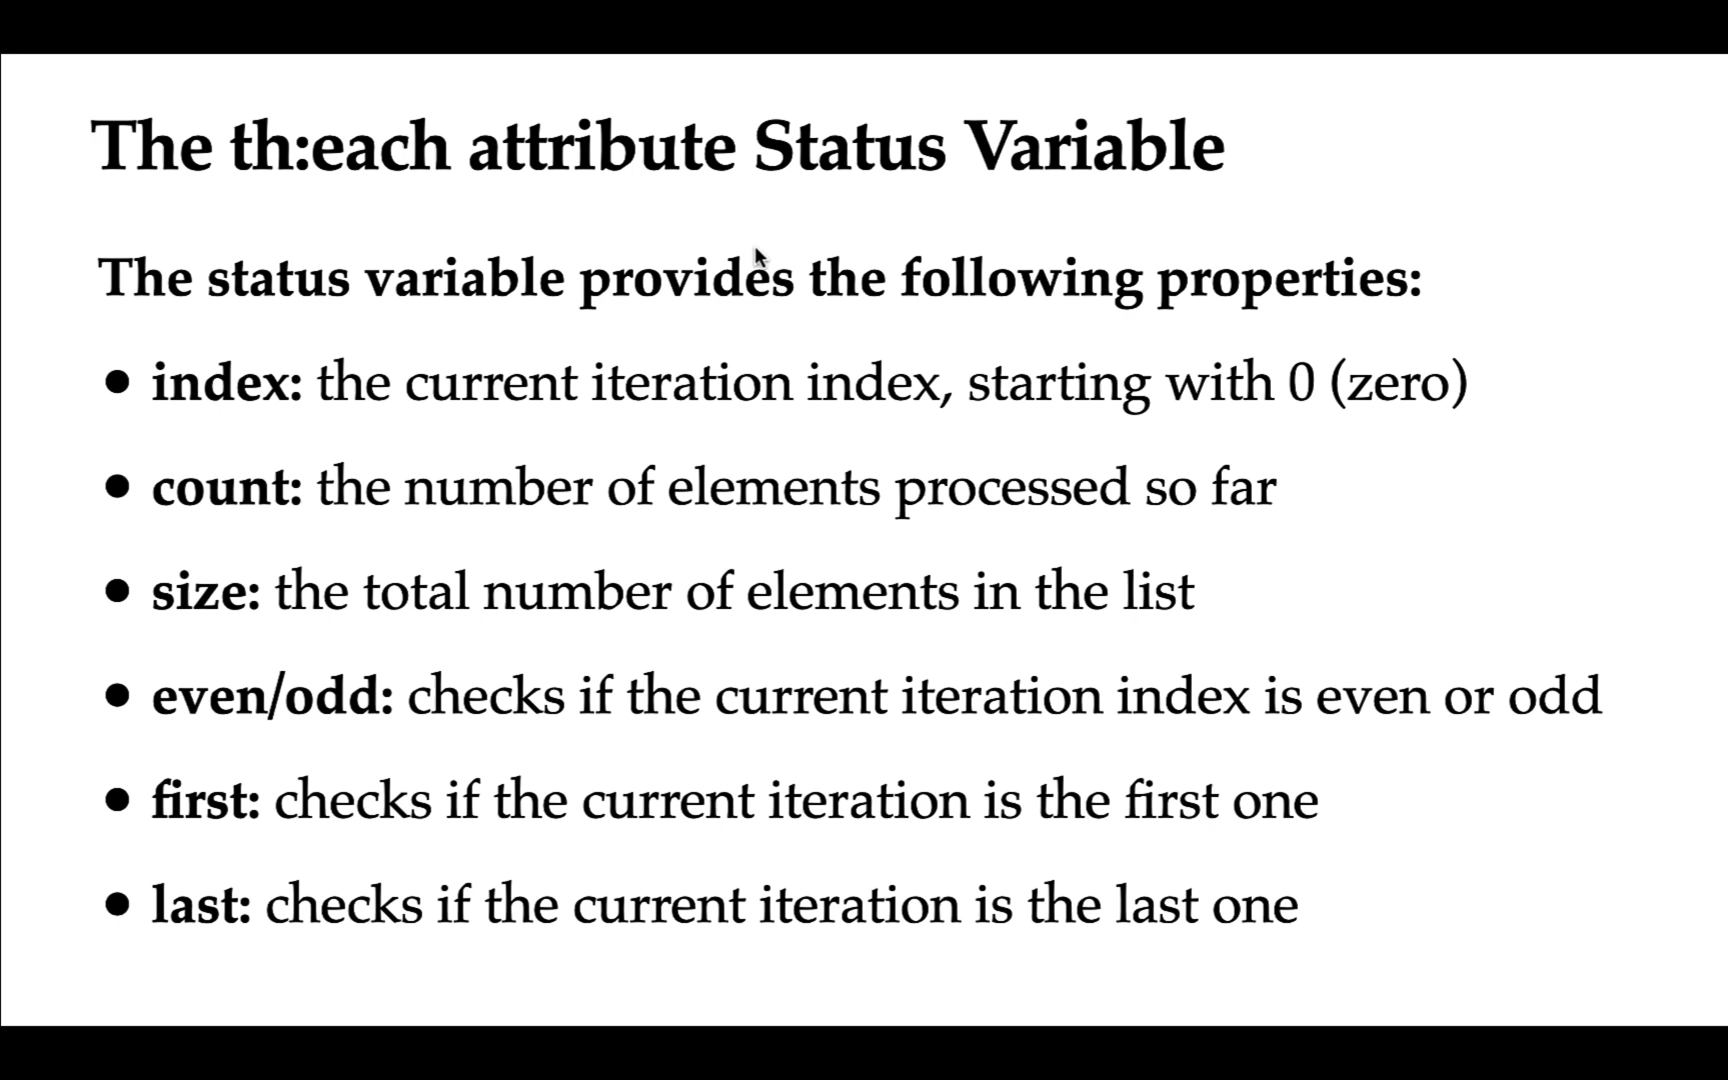 The th:each attribute Status Variable
The status variable provides the following properties:
• index: the current iteration index, starting with 0 (zero)
• count: the number of elements processed so far
• size: the total number of elements in the list
• even/odd: checks if the current iteration index is even or odd
• first: checks if the current iteration is the first one
• last: checks if the current iteration is the last one